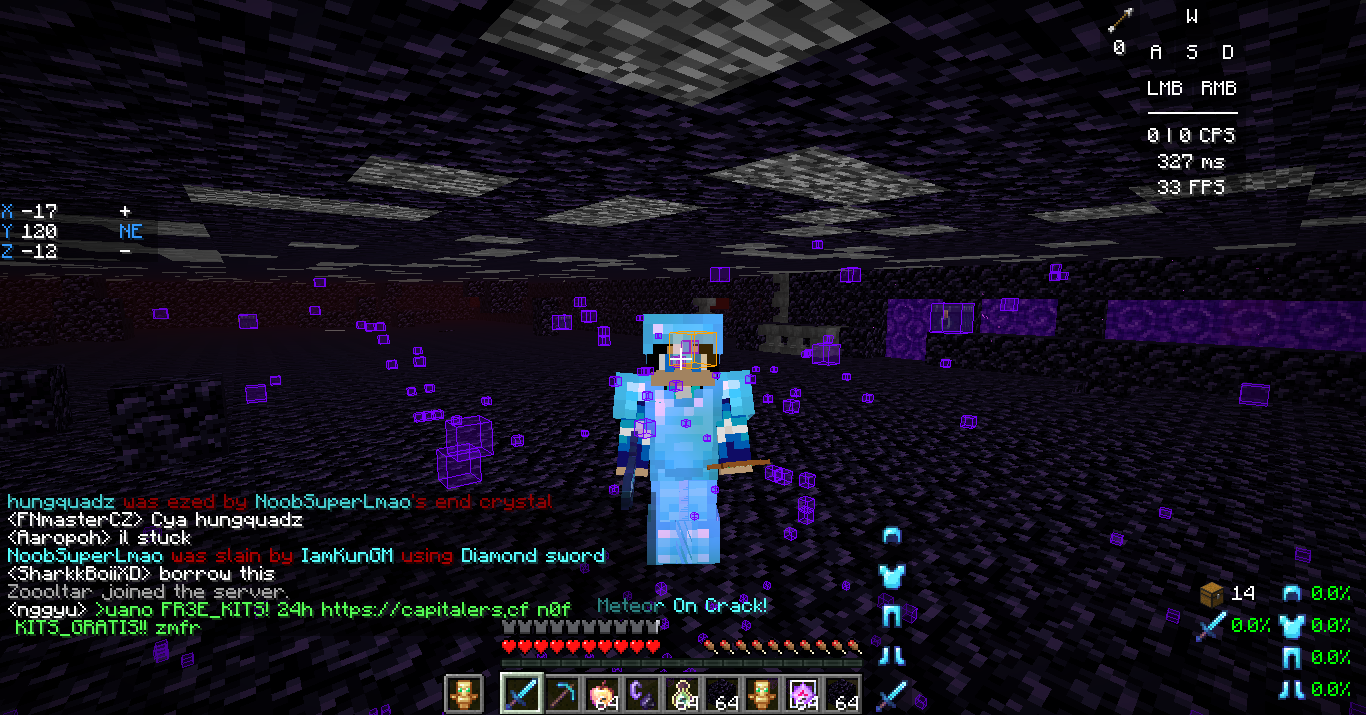 W
0
A S D
LMB RMB
0 | 0 CPS
327 ms
33 FPS
X -17 +
Y 120 NE
Z -12 -
hungquadz was ezed by NoobSuperLmao's end crystal
<FNmasterCZ> Cya hungquadz
<Aaropoh> il stuck
NoobSuperLmao was slain by IamKunGM using Diamond sword
<SharkkBoiiXD> borrow this
Zoooltar joined the server.
<nggyu> >uano FR3E_KITS! 24h https://capitalers,cf n0f
KITS_GRATIS!! zmfr
Meteor On Crack!
14 0.0%
0.0% 0.0%
0.0%
0.0%
64 64 64 64 64